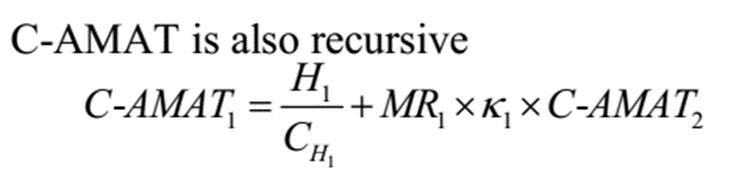 C-AMAT is also recursive
C-AMAT₁ = H₁ / C_{H₁} + MR₁ × κ₁ × C-AMAT₂